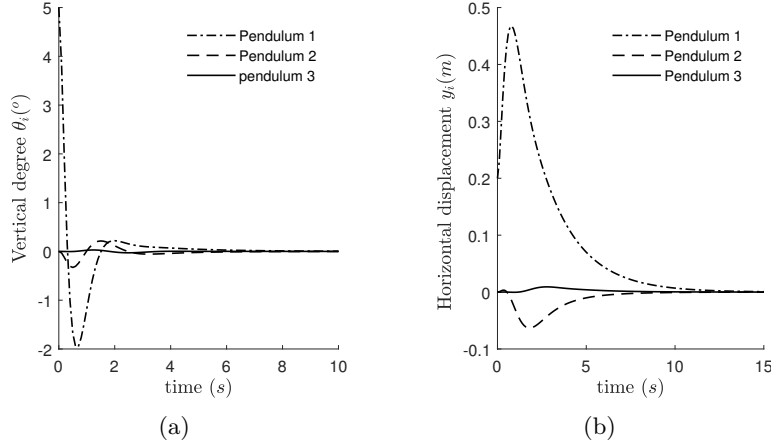 5
4
3
2
1
0
-1
-2
0 2 4 6 8 10
Vertical degree θ_i(^o)
time (s)
Pendulum 1
Pendulum 2
pendulum 3
(a)
0.5
0.4
0.3
0.2
0.1
0
-0.1
0 5 10 15
Horizontal displacement y_i(m)
time (s)
Pendulum 1
Pendulum 2
Pendulum 3
(b)